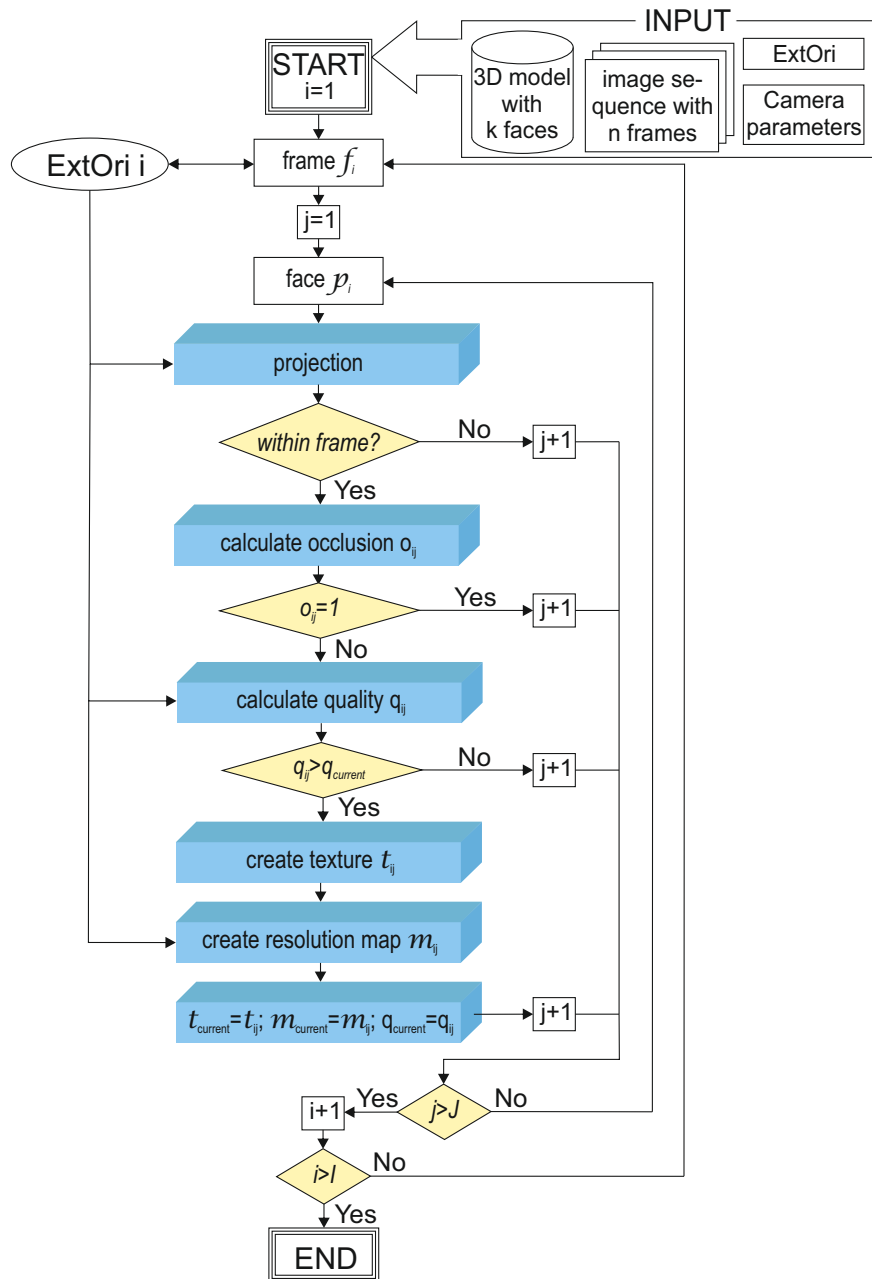 INPUT
START
i=1
3D model
with
k faces
image se-
quence with
n frames
ExtOri
Camera
parameters
ExtOri i
frame fi
j=1
face pi
projection
within frame?
No
j+1
Yes
calculate occlusion oij
oij=1
Yes
j+1
No
calculate quality qij
qij>qcurrent
No
j+1
Yes
create texture tij
create resolution map mij
tcurrent=tij; mcurrent=mij; qcurrent=qij
j+1
j>J
Yes
No
i+1
i>I
No
Yes
END